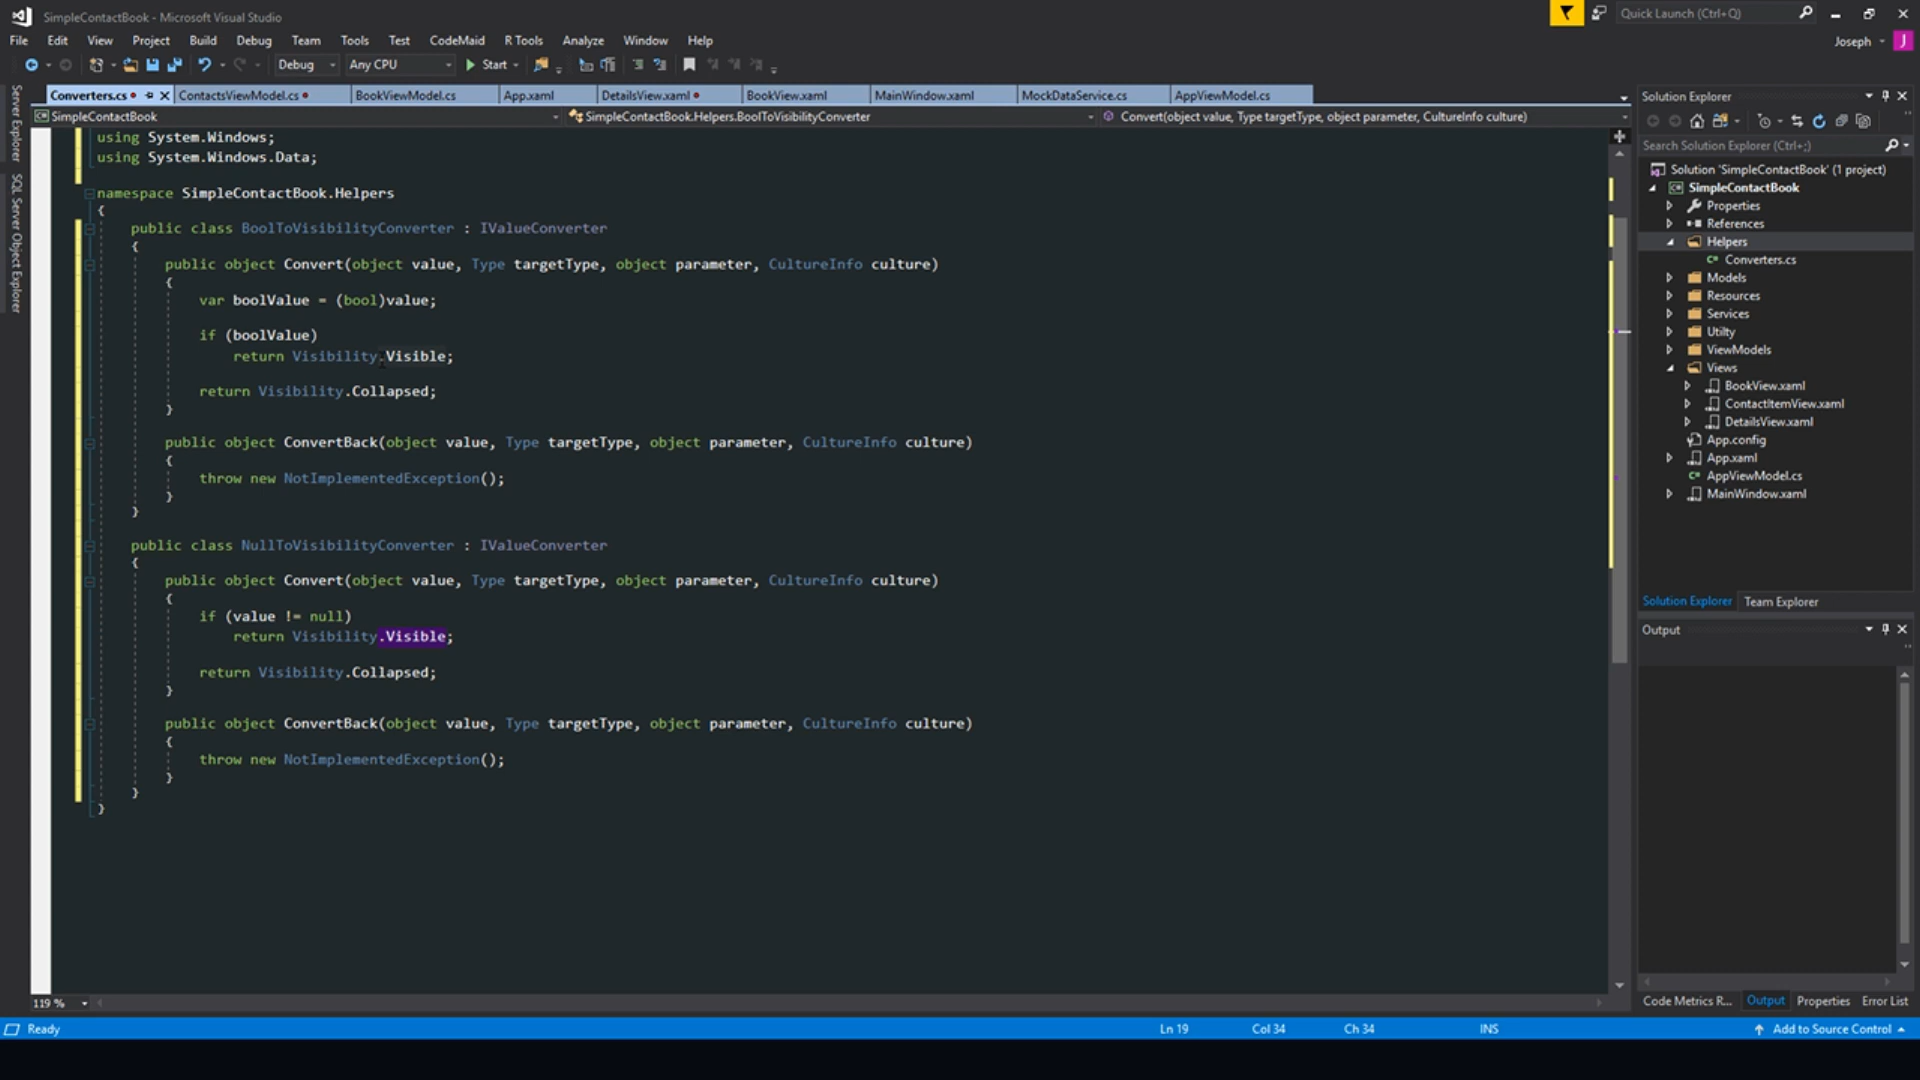 SimpleContactBook - Microsoft Visual Studio
Quick Launch (Ctrl+Q)
File Edit View Project Build Debug Team Tools Test CodeMaid R Tools Analyze Window Help
Joseph J
Debug Any CPU Start
Server Explorer
SQL Server Object Explorer
Converters.cs ContactsViewModel.cs BookViewModel.cs App.xaml DetailsView.xaml BookView.xaml MainWindow.xaml MockDataService.cs AppViewModel.cs
SimpleContactBook SimpleContactBook.Helpers.BoolToVisibilityConverter Convert(object value, Type targetType, object parameter, CultureInfo culture)
using System.Windows;
using System.Windows.Data;
namespace SimpleContactBook.Helpers
{
public class BoolToVisibilityConverter : IValueConverter
{
public object Convert(object value, Type targetType, object parameter, CultureInfo culture)
{
var boolValue = (bool)value;
if (boolValue)
return Visibility.Visible;
return Visibility.Collapsed;
}
public object ConvertBack(object value, Type targetType, object parameter, CultureInfo culture)
{
throw new NotImplementedException();
}
}
public class NullToVisibilityConverter : IValueConverter
{
public object Convert(object value, Type targetType, object parameter, CultureInfo culture)
{
if (value != null)
return Visibility.Visible;
return Visibility.Collapsed;
}
public object ConvertBack(object value, Type targetType, object parameter, CultureInfo culture)
{
throw new NotImplementedException();
}
}
}
119 %
Solution Explorer
Search Solution Explorer (Ctrl+;)
Solution 'SimpleContactBook' (1 project)
SimpleContactBook
Properties
References
Helpers
Converters.cs
Models
Resources
Services
Utilty
ViewModels
Views
BookView.xaml
ContactItemView.xaml
DetailsView.xaml
App.config
App.xaml
AppViewModel.cs
MainWindow.xaml
Solution Explorer Team Explorer
Output
Code Metrics R... Output Properties Error List
Ready Ln 19 Col 34 Ch 34 INS Add to Source Control